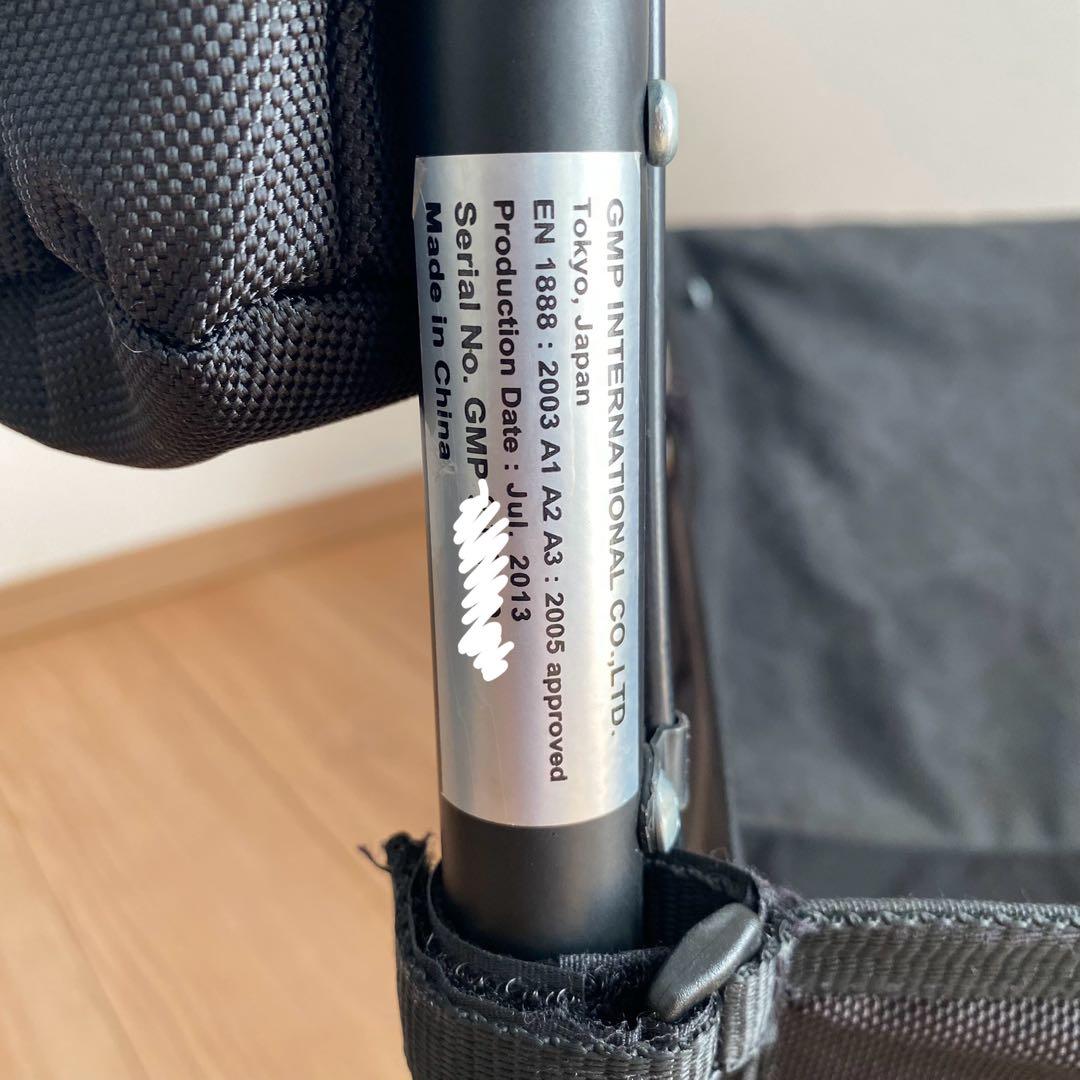 GMP INTERNATIONAL CO.,LTD.
Tokyo, Japan
EN 1888 : 2003 A1 A2 A3 : 2005 approved
Production Date : Jul. 2013
Serial No. GMP
Made in China